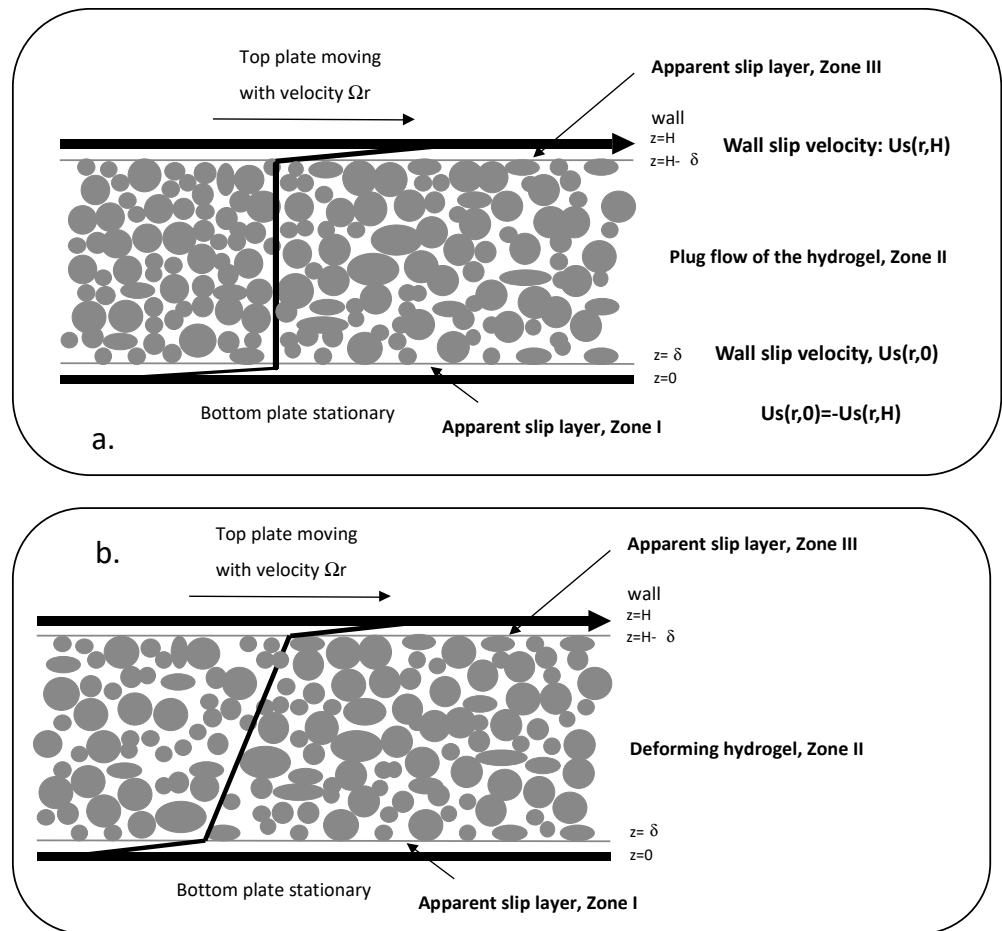 Top plate moving
with velocity Ωr
Apparent slip layer, Zone III
wall
z=H
z=H- δ
Wall slip velocity: Us(r,H)
Plug flow of the hydrogel, Zone II
z= δ
z=0
Wall slip velocity, Us(r,0)
Bottom plate stationary
Apparent slip layer, Zone I
Us(r,0)=-Us(r,H)
a.
b.
Top plate moving
with velocity Ωr
Apparent slip layer, Zone III
wall
z=H
z=H- δ
Deforming hydrogel, Zone II
z= δ
z=0
Bottom plate stationary
Apparent slip layer, Zone I